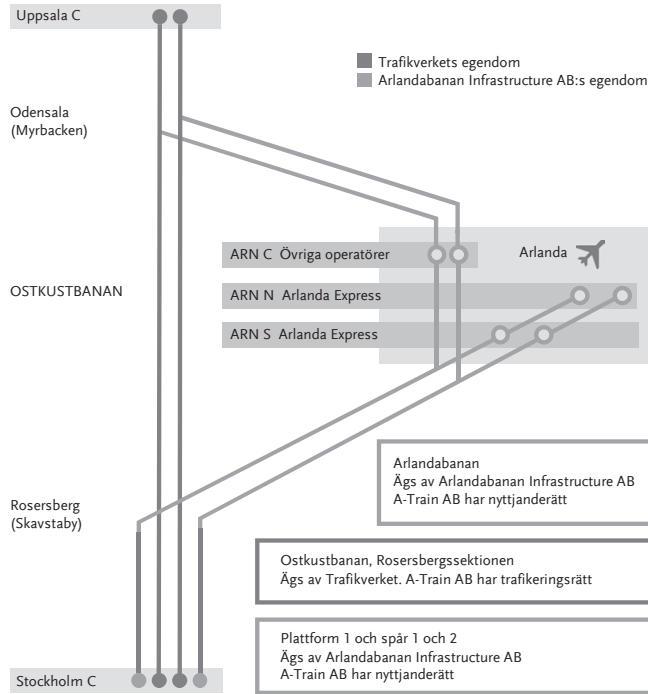 Uppsala C
Trafikverkets egendom
Arlandabanan Infrastructure AB:s egendom
Odensala
(Myrbacken)
ARN C Övriga operatörer
Arlanda
OSTKUSTBANAN
ARN N Arlanda Express
ARN S Arlanda Express
Arlandabanan
Ägs av Arlandabanan Infrastructure AB
A-Train AB har nyttjanderätt
Rosersberg
(Skavstaby)
Ostkustbanan, Rosersbergssektionen
Ägs av Trafikverket. A-Train AB har trafikeringsrätt
Plattform 1 och spår 1 och 2
Ägs av Arlandabanan Infrastructure AB
A-Train AB har nyttjanderätt
Stockholm C